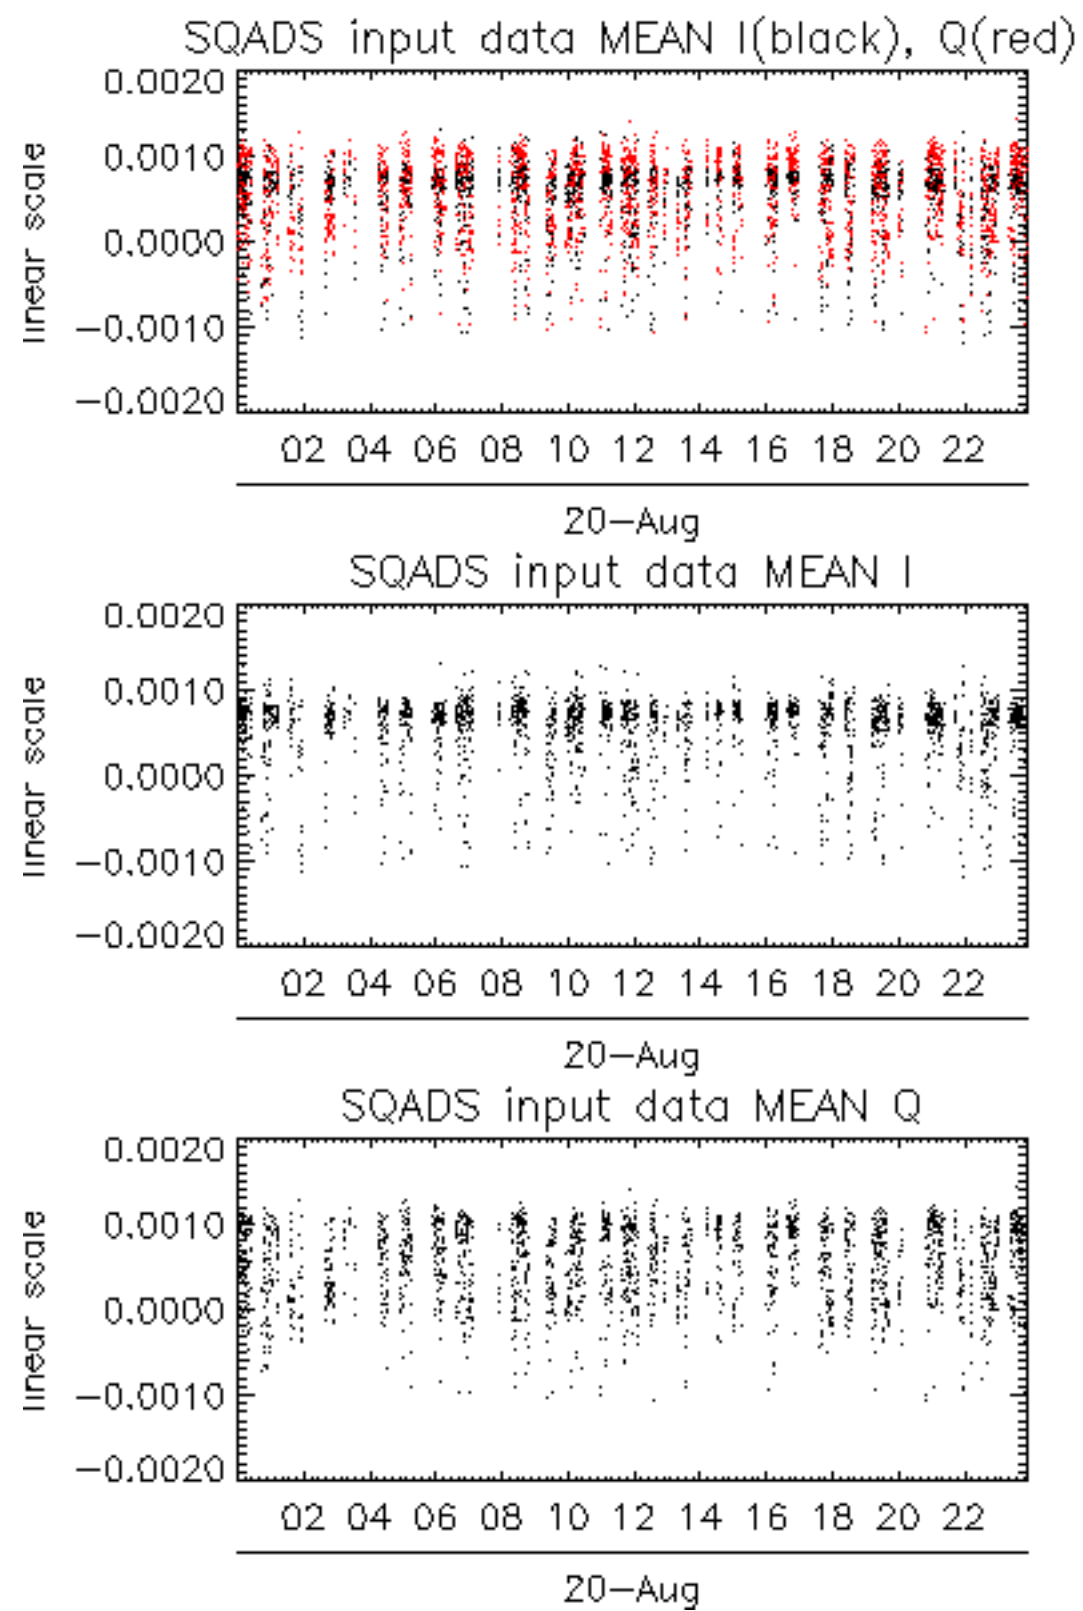 SQADS input data MEAN I(black), Q(red)
0.0020
0.0010
0.0000
−0.0010
−0.0020
linear scale
02 04 06 08 10 12 14 16 18 20 22
20−Aug
SQADS input data MEAN I
0.0020
0.0010
0.0000
−0.0010
−0.0020
linear scale
02 04 06 08 10 12 14 16 18 20 22
20−Aug
SQADS input data MEAN Q
0.0020
0.0010
0.0000
−0.0010
−0.0020
linear scale
02 04 06 08 10 12 14 16 18 20 22
20−Aug